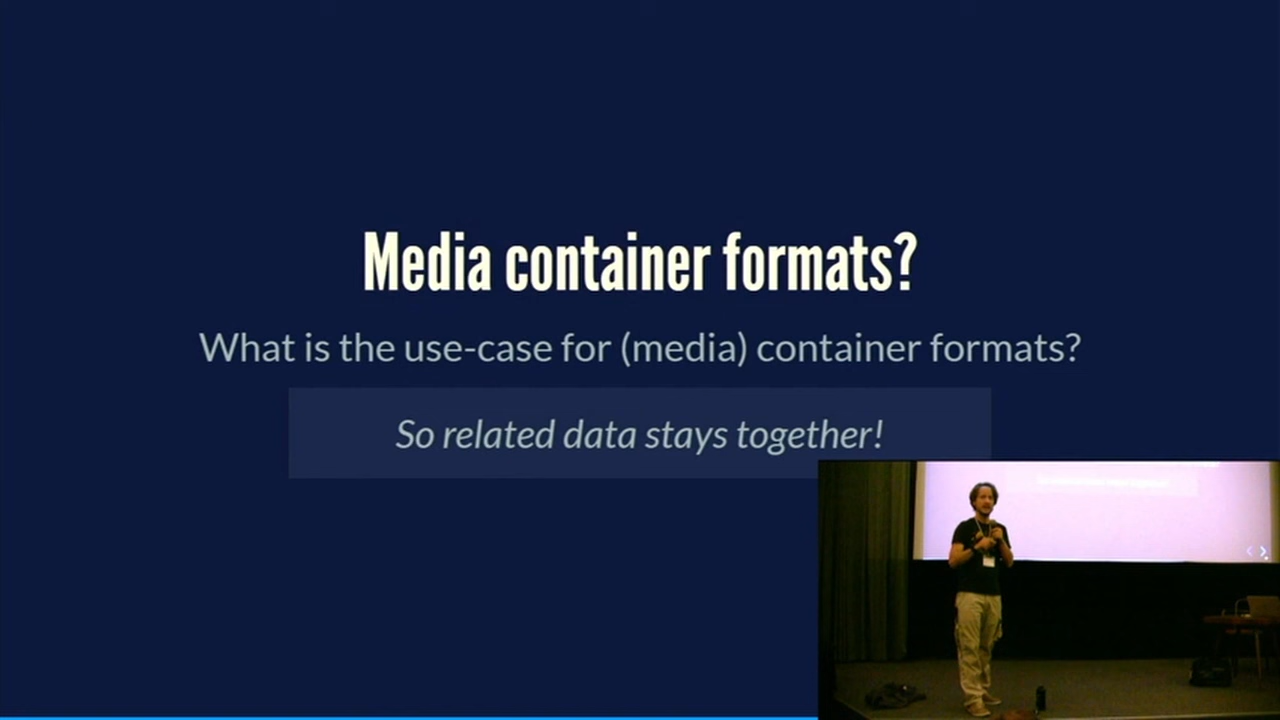 Media container formats?
What is the use-case for (media) container formats?
So related data stays together!